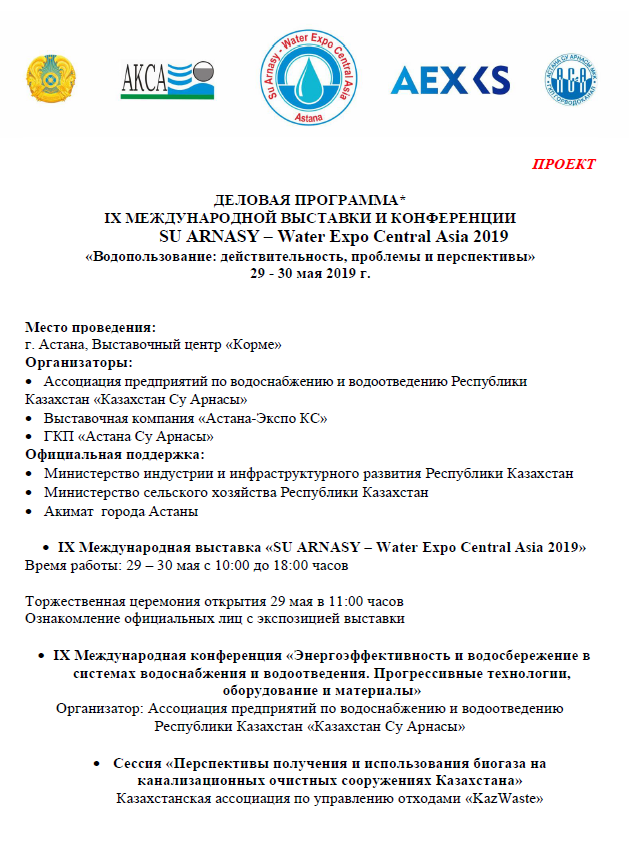 АКСА
Su Arnasy - Water Expo Central Asia
Astana
AEX KS
ПРОЕКТ
ДЕЛОВАЯ ПРОГРАММА*
IX МЕЖДУНАРОДНОЙ ВЫСТАВКИ И КОНФЕРЕНЦИИ
SU ARNASY – Water Expo Central Asia 2019
«Водопользование: действительность, проблемы и перспективы»
29 - 30 мая 2019 г.
Место проведения:
г. Астана, Выставочный центр «Корме»
Организаторы:
• Ассоциация предприятий по водоснабжению и водоотведению Республики
Казахстан «Казахстан Су Арнасы»
• Выставочная компания «Астана-Экспо КС»
• ГКП «Астана Су Арнасы»
Официальная поддержка:
• Министерство индустрии и инфраструктурного развития Республики Казахстан
• Министерство сельского хозяйства Республики Казахстан
• Акимат города Астаны
• IX Международная выставка «SU ARNASY – Water Expo Central Asia 2019»
Время работы: 29 – 30 мая с 10:00 до 18:00 часов
Торжественная церемония открытия 29 мая в 11:00 часов
Ознакомление официальных лиц с экспозицией выставки
• IX Международная конференция «Энергоэффективность и водосбережение в
системах водоснабжения и водоотведения. Прогрессивные технологии,
оборудование и материалы»
Организатор: Ассоциация предприятий по водоснабжению и водоотведению
Республики Казахстан «Казахстан Су Арнасы»
• Сессия «Перспективы получения и использования биогаза на
канализационных очистных сооружениях Казахстана»
Казахстанская ассоциация по управлению отходами «KazWaste»